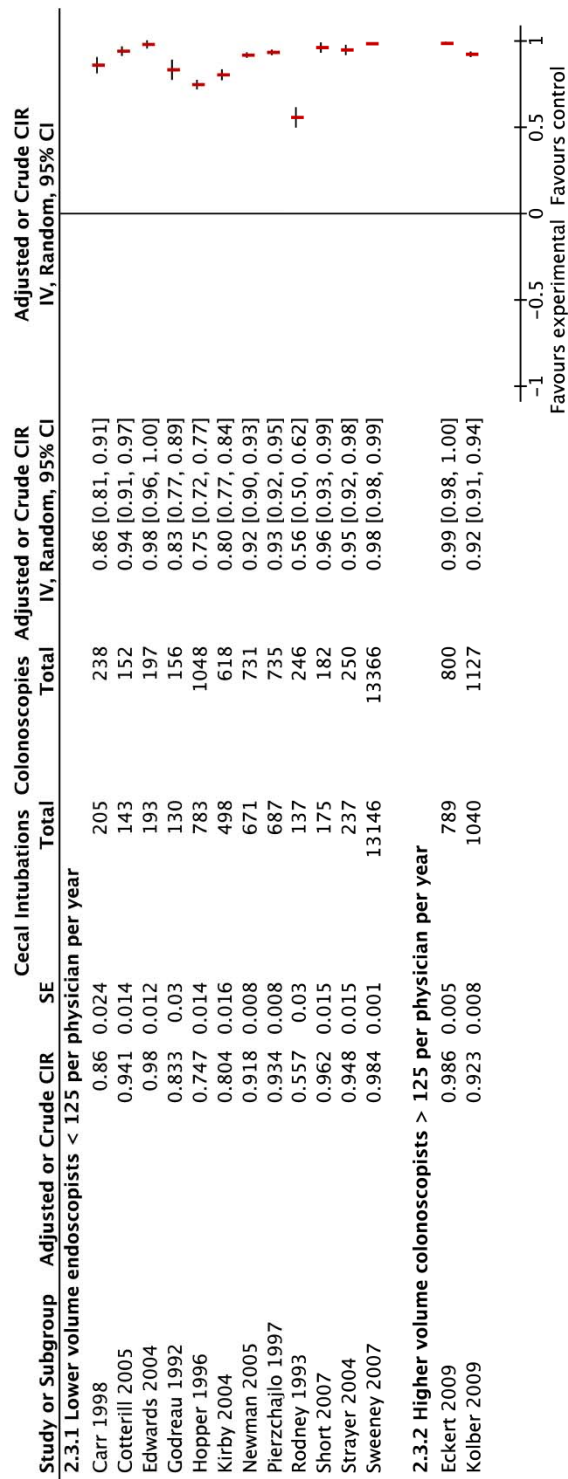 Cecal Intubations Colonoscopies Adjusted or Crude CIR Adjusted or Crude CIR
Study or Subgroup Adjusted or Crude CIR SE Total Total IV, Random, 95% CI IV, Random, 95% CI
2.3.1 Lower volume endoscopists < 125 per physician per year
Carr 1998 0.86 0.024 205 238 0.86 [0.81, 0.91]
Cotterill 2005 0.941 0.014 143 152 0.94 [0.91, 0.97]
Edwards 2004 0.98 0.012 193 197 0.98 [0.96, 1.00]
Godreau 1992 0.833 0.03 130 156 0.83 [0.77, 0.89]
Hopper 1996 0.747 0.014 783 1048 0.75 [0.72, 0.77]
Kirby 2004 0.804 0.016 498 618 0.80 [0.77, 0.84]
Newman 2005 0.918 0.008 671 731 0.92 [0.90, 0.93]
Pierzchajlo 1997 0.934 0.008 687 735 0.93 [0.92, 0.95]
Rodney 1993 0.557 0.03 137 246 0.56 [0.50, 0.62]
Short 2007 0.962 0.015 175 182 0.96 [0.93, 0.99]
Strayer 2004 0.948 0.015 237 250 0.95 [0.92, 0.98]
Sweeney 2007 0.984 0.001 13146 13366 0.98 [0.98, 0.99]
2.3.2 Higher volume colonoscopists > 125 per physician per year
Eckert 2009 0.986 0.005 789 800 0.99 [0.98, 1.00]
Kolber 2009 0.923 0.008 1040 1127 0.92 [0.91, 0.94]
-1 -0.5 0 0.5 1
Favours experimental Favours control